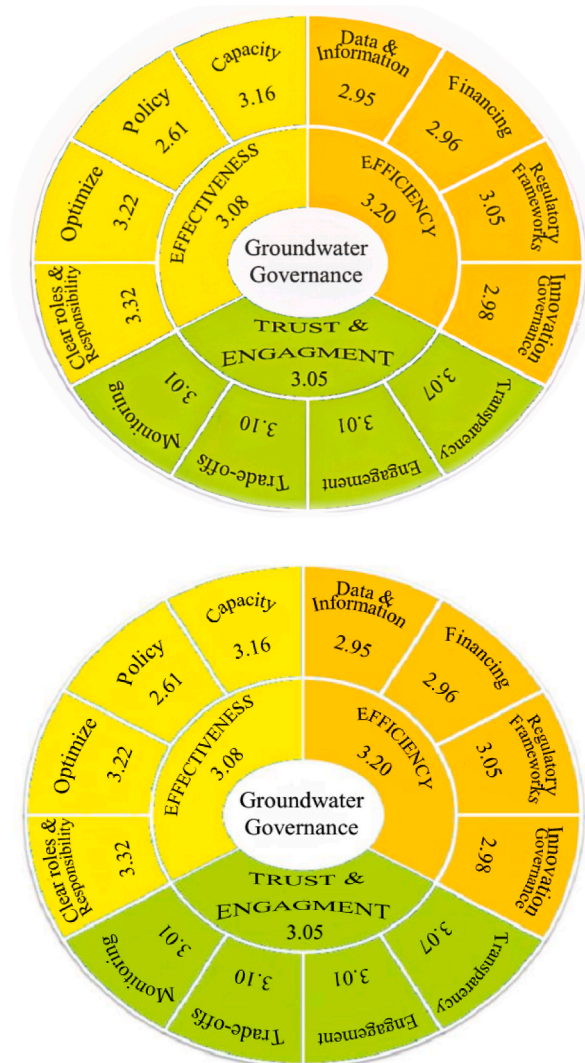 Capacity
3.16
Data &
Information
2.95
Policy
2.61
Financing
2.96
Optimize
3.22
EFFECTIVENESS
3.08
EFFICIENCY
3.20
Regulatory
Frameworks
3.05
Groundwater
Governance
Clear roles &
Responsibility
3.32
Innovation
Governance
2.98
TRUST &
ENGAGMENT
3.05
Monitoring
3.01
Trade-offs
3.10
Engagement
3.01
Transparency
3.07
Capacity
3.16
Data &
Information
2.95
Policy
2.61
Financing
2.96
Optimize
3.22
EFFECTIVENESS
3.08
EFFICIENCY
3.20
Regulatory
Frameworks
3.05
Groundwater
Governance
Clear roles &
Responsibility
3.32
Innovation
Governance
2.98
TRUST &
ENGAGMENT
3.05
Monitoring
3.01
Trade-offs
3.10
Engagement
3.01
Transparency
3.07